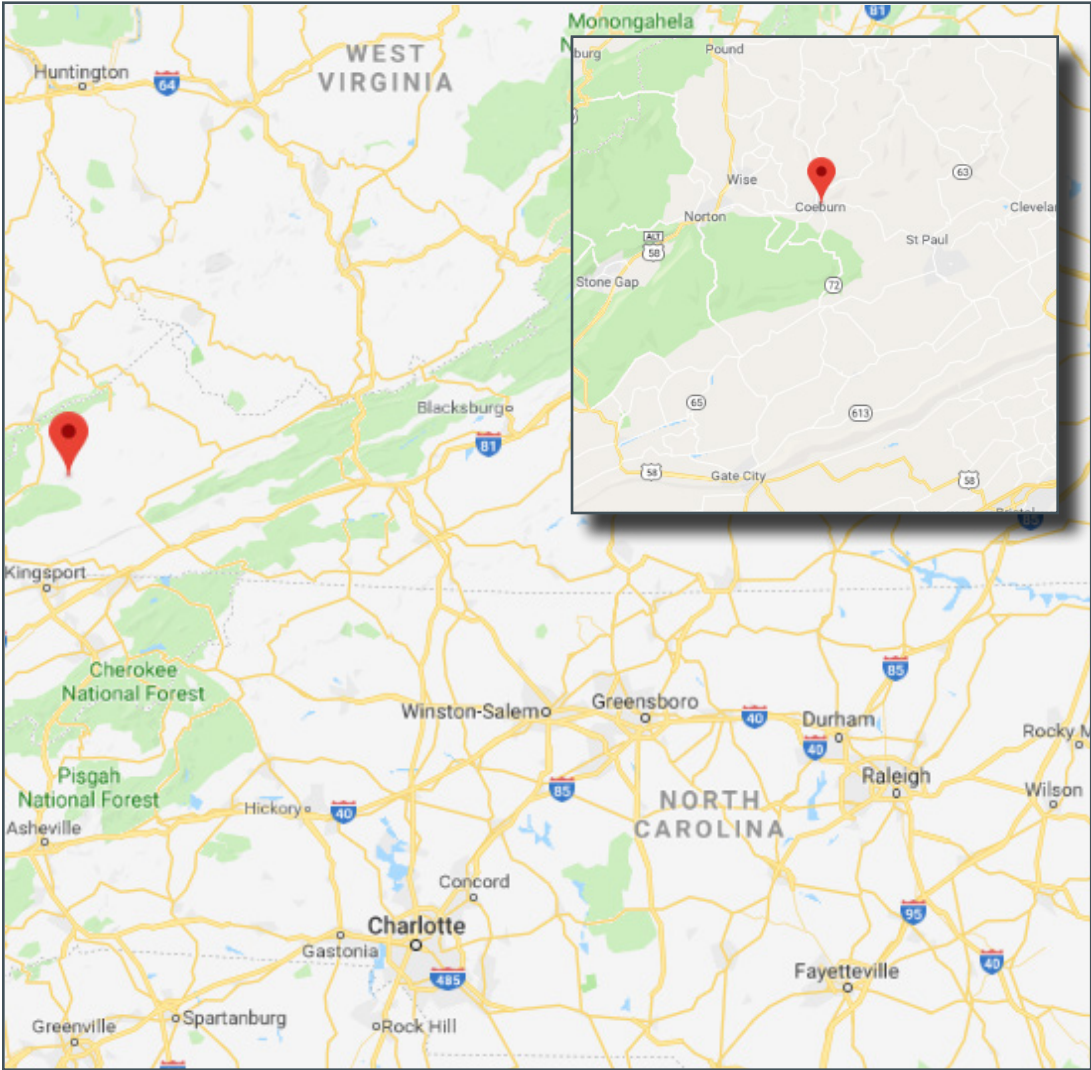 Monongahela
N
81
WEST
VIRGINIA
Huntington
64
burg
Pound
63
Wise
Coeburn
Clevelan
Norton
ALT
58
St Paul
Stone Gap
72
65
613
58
Gate City
58
Bristol
85
Blacksburg
81
Kingsport
Cherokee
National Forest
85
Winston-Salem
Greensboro
40
Durham
40
Rocky M
Pisgah
National Forest
Raleigh
85
Wilson
NORTH
CAROLINA
Hickory
40
Asheville
Concord
Charlotte
95
Gastonia
40
485
Fayetteville
Greenville
Spartanburg
Rock Hill